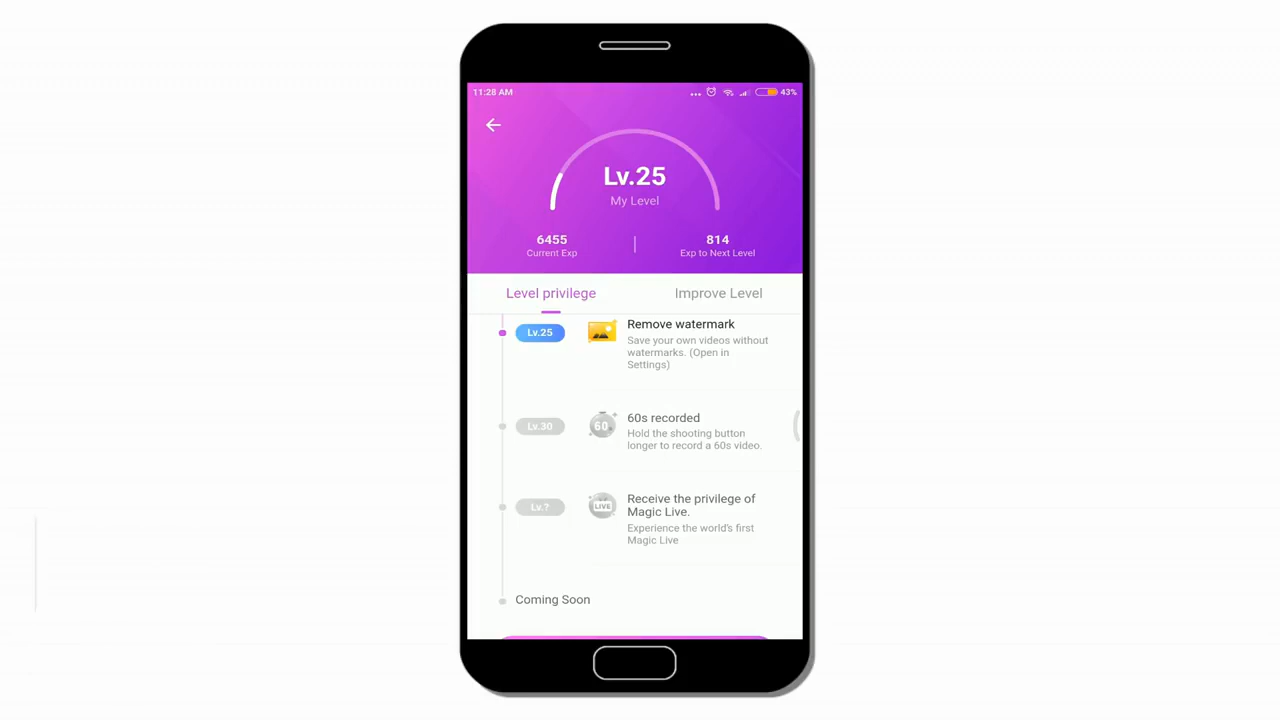 11:28 AM
43%
Lv.25
My Level
6455
Current Exp
814
Exp to Next Level
Level privilege
Improve Level
Lv.25
Remove watermark
Save your own videos without
watermarks. (Open in
Settings)
Lv.30
60
60s recorded
Hold the shooting button
longer to record a 60s video.
Lv.?
LIVE
Receive the privilege of
Magic Live.
Experience the world's first
Magic Live
Coming Soon